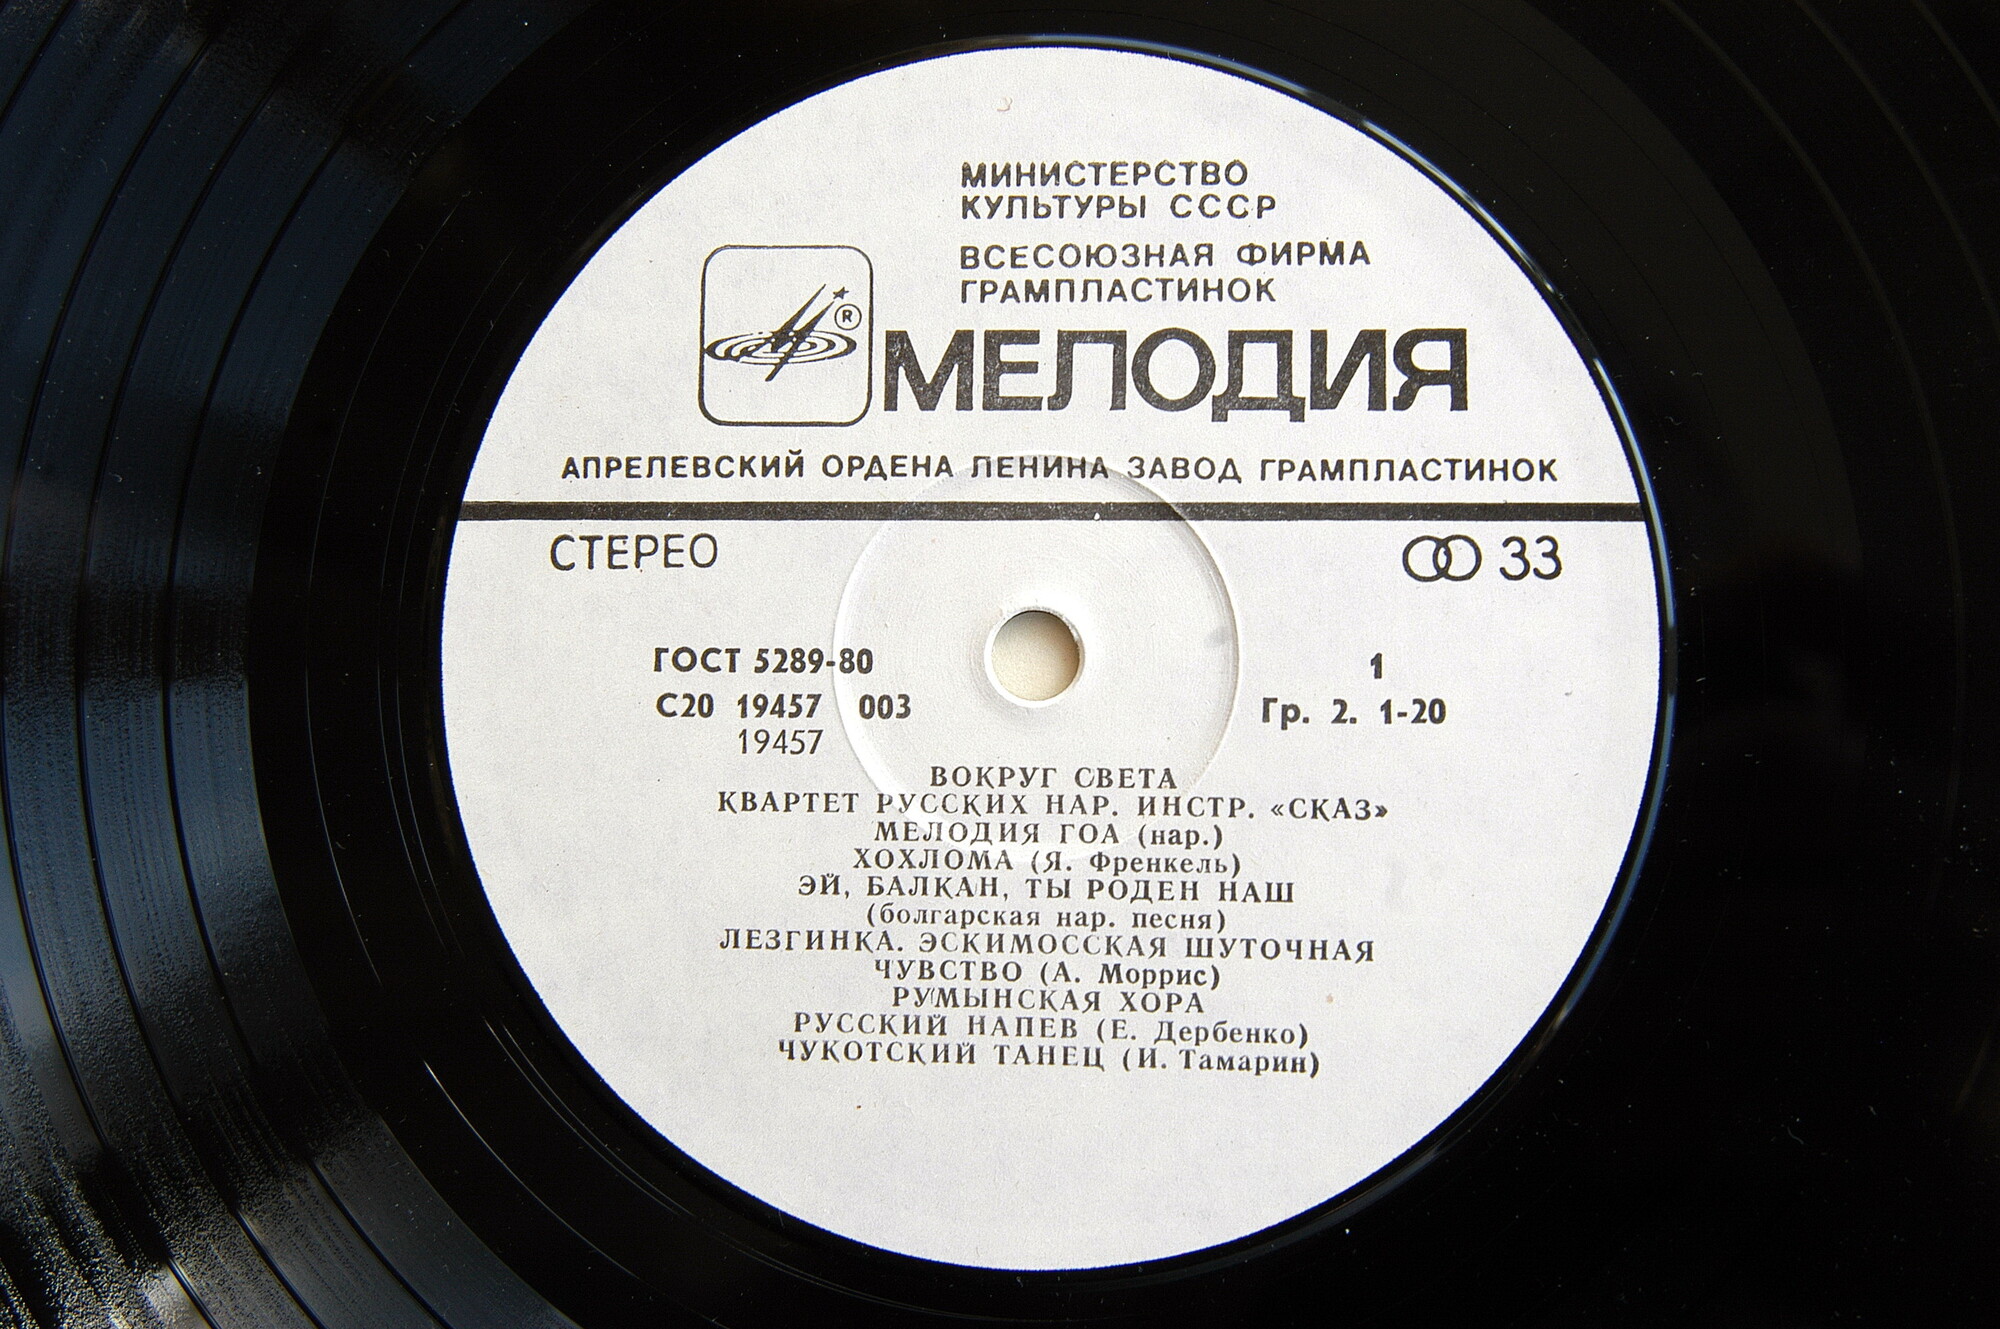 МИНИСТЕРСТВО
КУЛЬТУРЫ СССР
ВСЕСОЮЗНАЯ ФИРМА
ГРАМПЛАСТИНОК
®
МЕЛОДИЯ
АПРЕЛЕВСКИЙ ОРДЕНА ЛЕНИНА ЗАВОД ГРАМПЛАСТИНОК
СТЕРЕО 33
ГОСТ 5289-80 1
С20 19457 003 Гр. 2. 1-20
19457
ВОКРУГ СВЕТА
КВАРТЕТ РУССКИХ НАР. ИНСТР. «СКАЗ»
МЕЛОДИЯ ГОА (нар.)
ХОХЛОМА (Я. Френкель)
ЭЙ, БАЛКАН, ТЫ РОДЕН НАШ
(болгарская нар. песня)
ЛЕЗГИНКА. ЭСКИМОССКАЯ ШУТОЧНАЯ
ЧУВСТВО (А. Моррис)
РУМЫНСКАЯ ХОРА
РУССКИЙ НАПЕВ (Е. Дербенко)
ЧУКОТСКИЙ ТАНЕЦ (И. Тамарин)